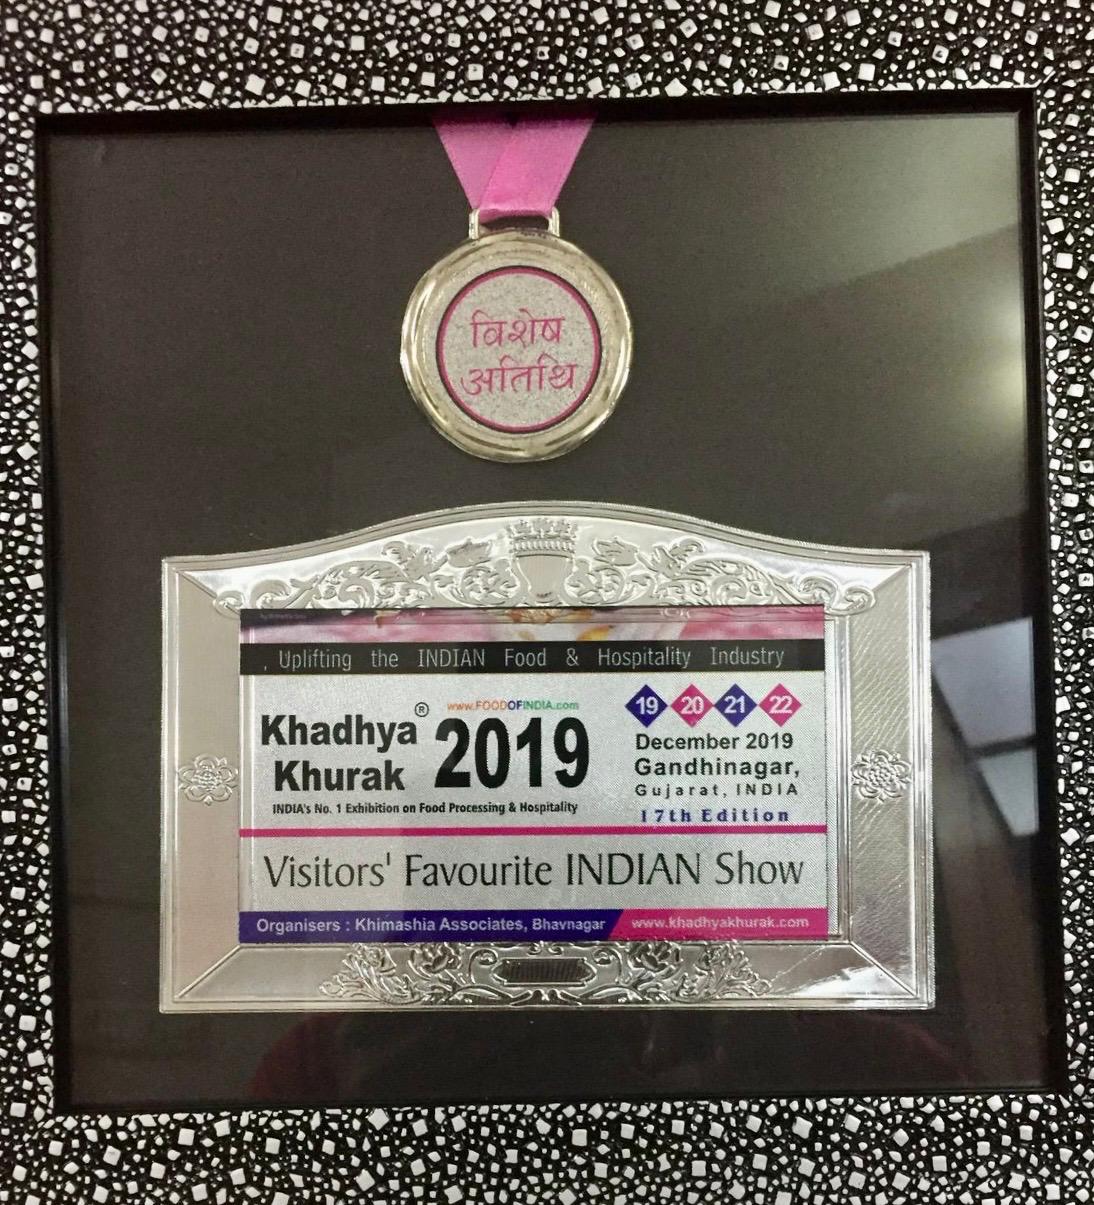 विशेष
अतिथि
Uplifting the INDIAN Food & Hospitality Industry
www.FOODOFINDIA.com
Khadhya®
Khurak
2019
INDIA's No. 1 Exhibition on Food Processing & Hospitality
19 20 21 22
December 2019
Gandhinagar,
Gujarat, INDIA
17th Edition
Visitors' Favourite INDIAN Show
Organisers : Khimashia Associates, Bhavnagar
www.khadhyakhurak.com